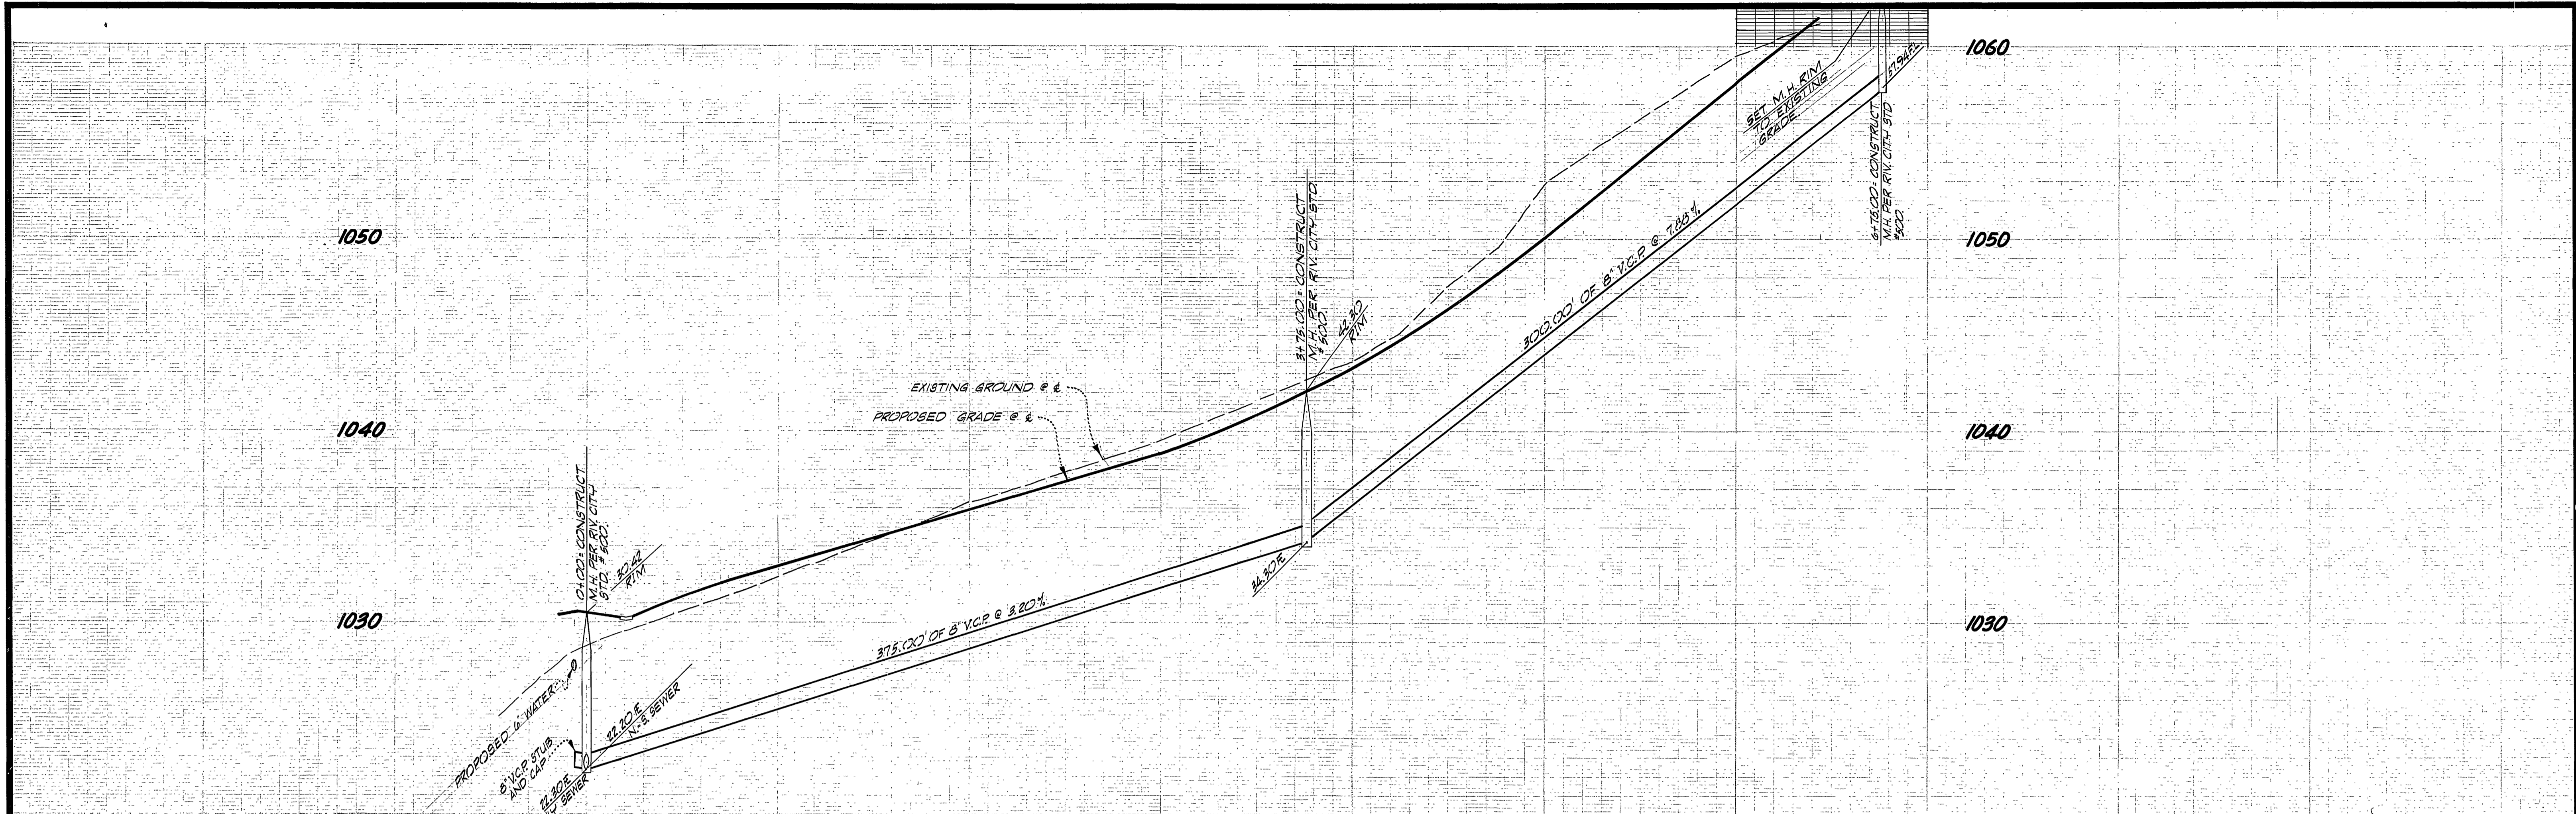 1060
SET M.H. RIM
TO EXISTING
GRADE
57.94 F.L.
6+75.00 = CONSTRUCT
M.H. PER RIV. CITY STD
#500
1050
1050
3+75.00 = CONSTRUCT
M.H. PER RIV. CITY STD.
#500
42.30
RIM
300.00' OF 8" V.C.P. @ 7.88 %
EXISTING GROUND @ ℄
PROPOSED GRADE @ ℄
1040
1040
0+00 = CONSTRUCT
M.H. PER RIV. CITY
STD. #500.
30.42
RIM
34.30
1030
1030
375.00' OF 8" V.C.P. @ 3.20 %
PROPOSED 6" WATER
22.20
N.-S. SEWER
8" V.C.P. STUB
AND CAP
22.30
SEWER